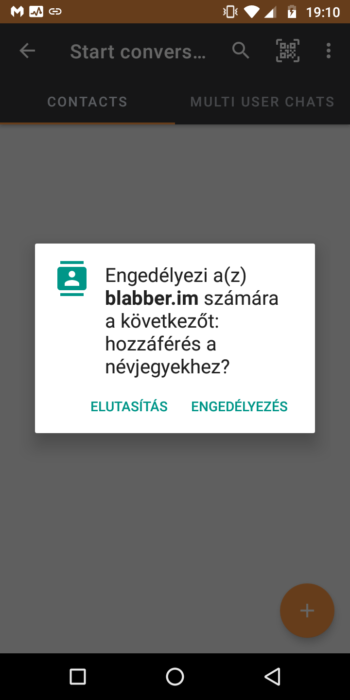 19:10
Start convers…
CONTACTS
MULTI USER CHATS
Engedélyezi a(z)
blabber.im számára
a következőt:
hozzáférés a
névjegyekhez?
ELUTASÍTÁS
ENGEDÉLYEZÉS